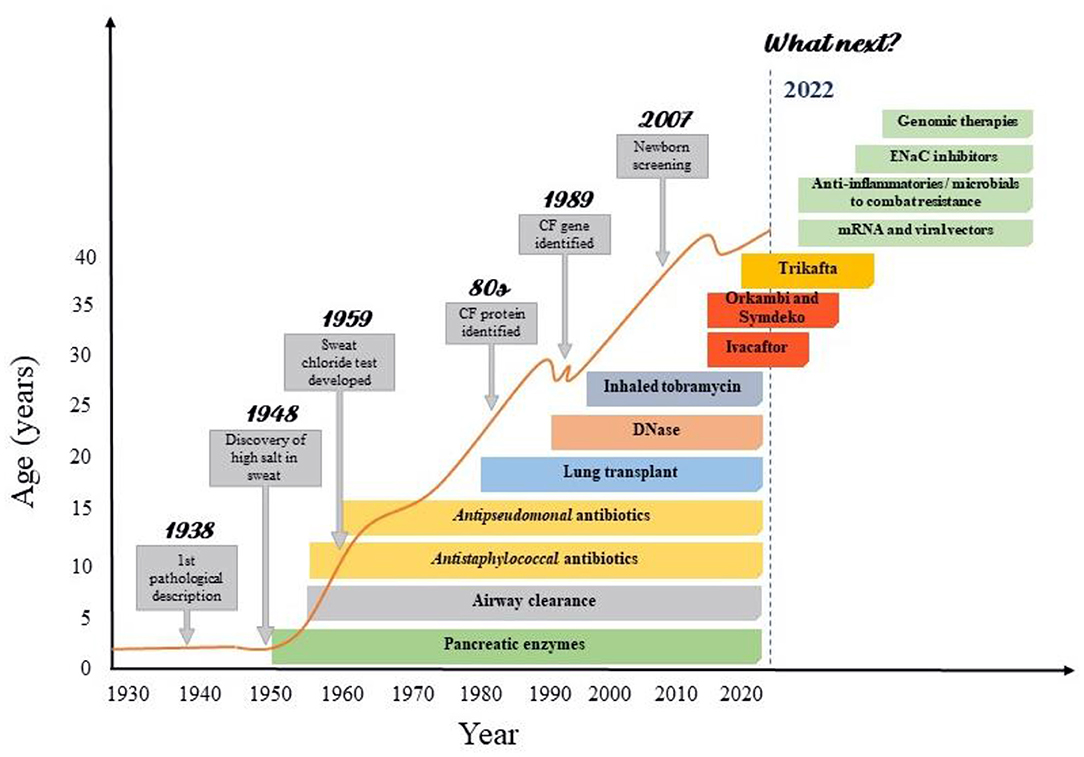 What next?
2022
Genomic therapies
ENaC inhibitors
Anti-inflammatories / microbials
to combat resistance
mRNA and viral vectors
Trikafta
Orkambi and
Symdeko
Ivacaftor
Inhaled tobramycin
DNase
Lung transplant
Antipseudomonal antibiotics
Antistaphylococcal antibiotics
Airway clearance
Pancreatic enzymes
2007
Newborn
screening
1989
CF gene
identified
80s
CF protein
identified
1959
Sweat
chloride test
developed
1948
Discovery of
high salt in
sweat
1938
1st
pathological
description
Age (years)
40
35
30
25
20
15
10
5
0
1930 1940 1950 1960 1970 1980 1990 2000 2010 2020
Year